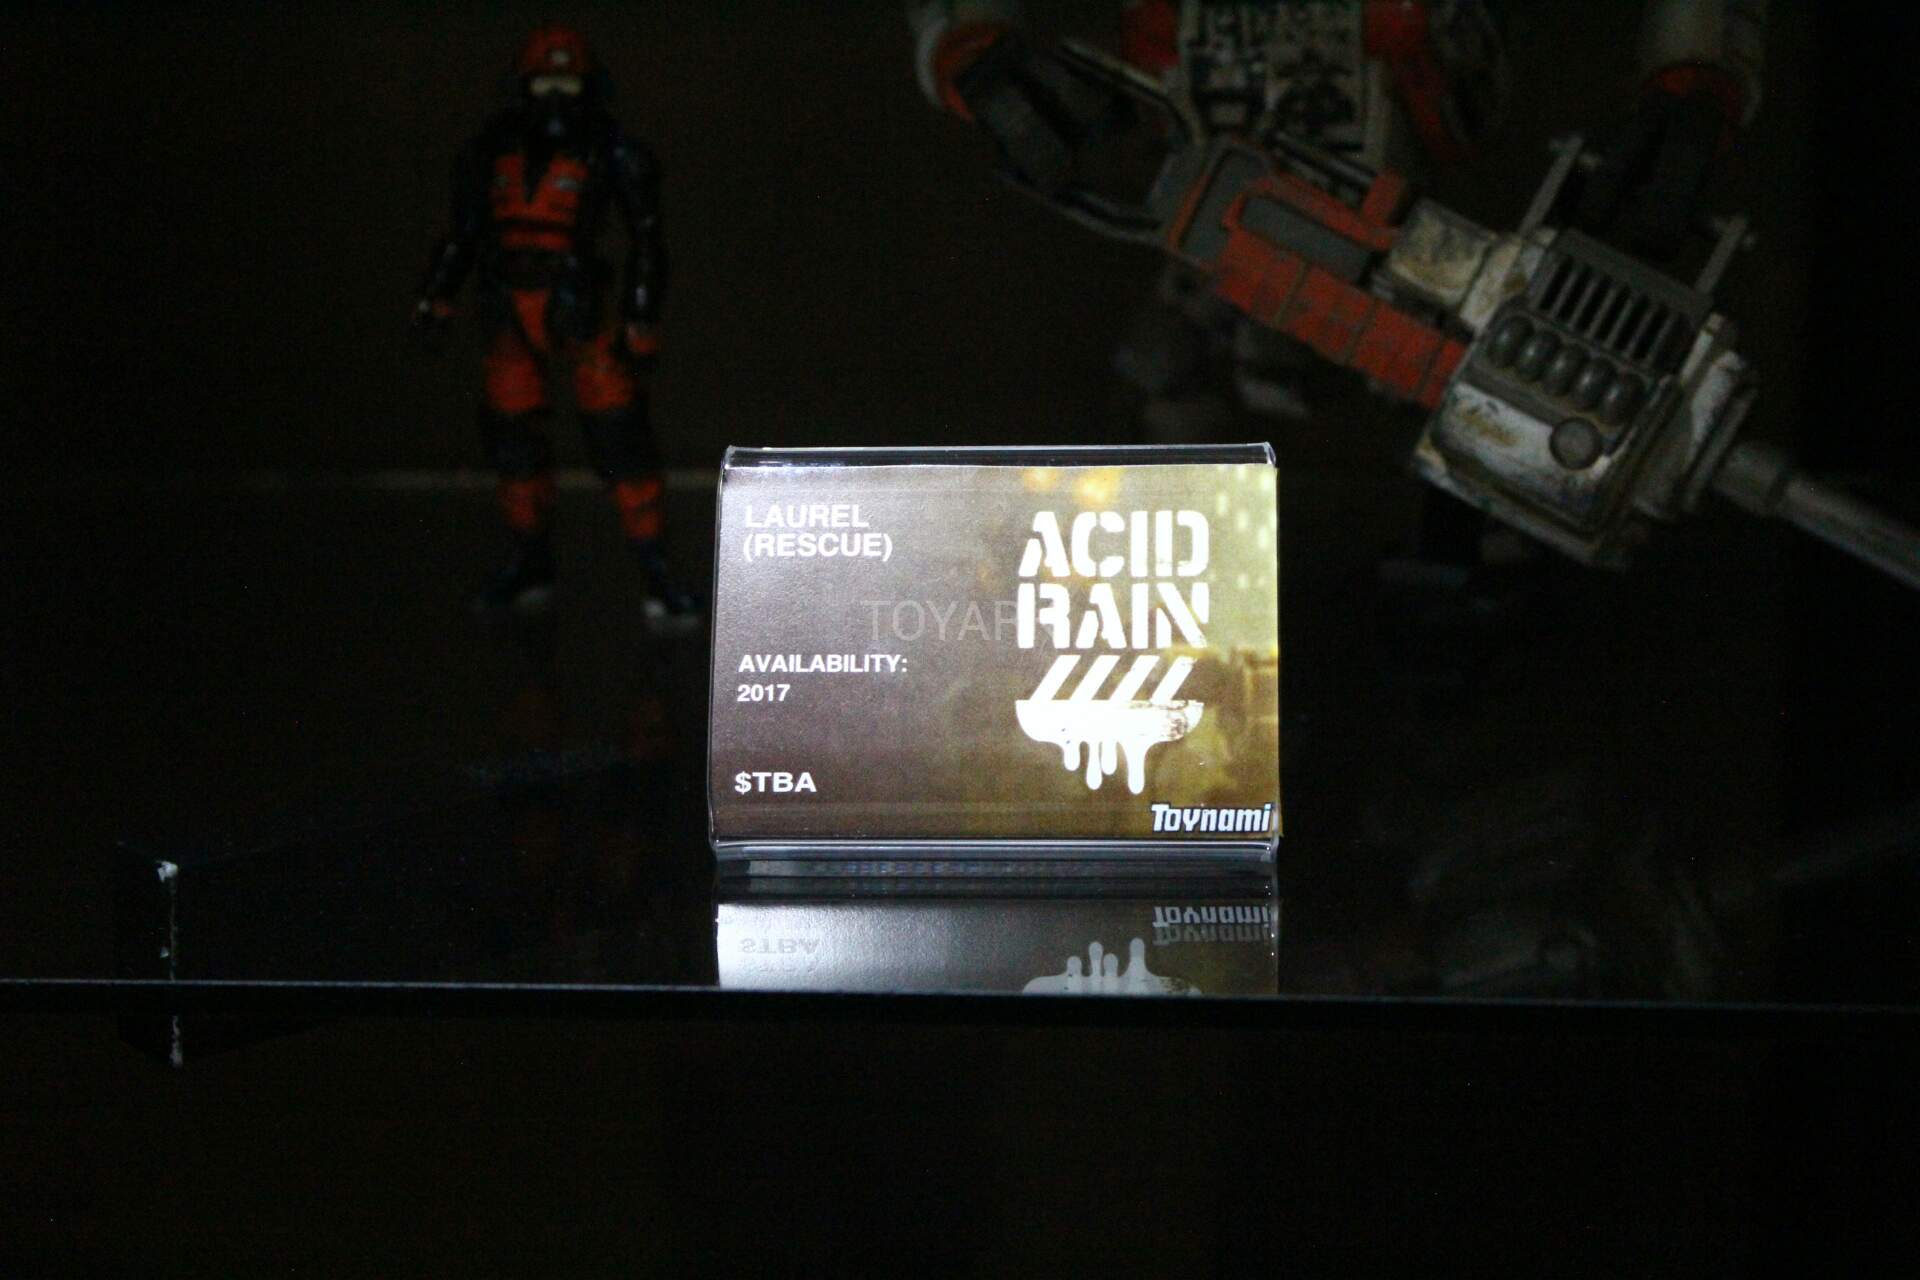 LAUREL
(RESCUE)
AVAILABILITY:
2017
$TBA
ACID
RAIN
Toynami